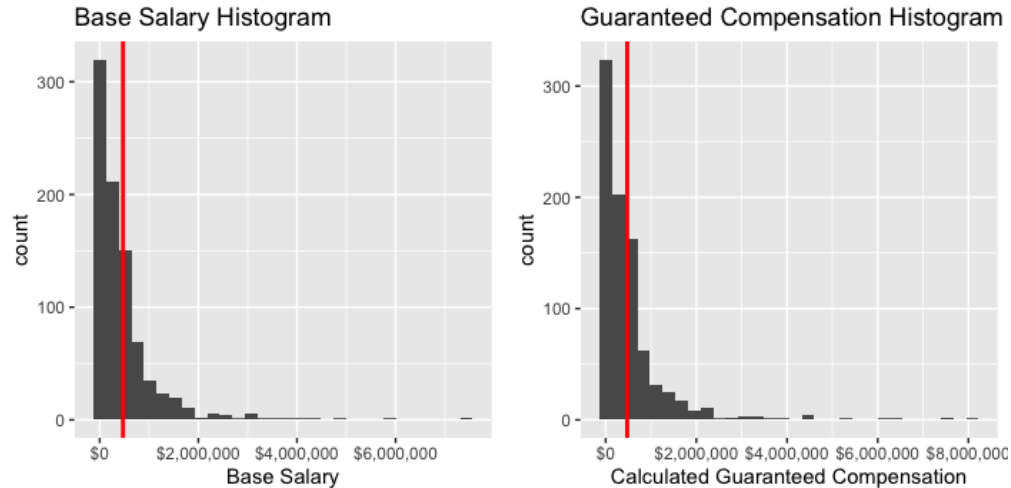 Base Salary Histogram
300
200
100
0
count
$0 $2,000,000 $4,000,000 $6,000,000
Base Salary
Guaranteed Compensation Histogram
300
200
100
0
count
$0 $2,000,000 $4,000,000 $6,000,000 $8,000,000
Calculated Guaranteed Compensation